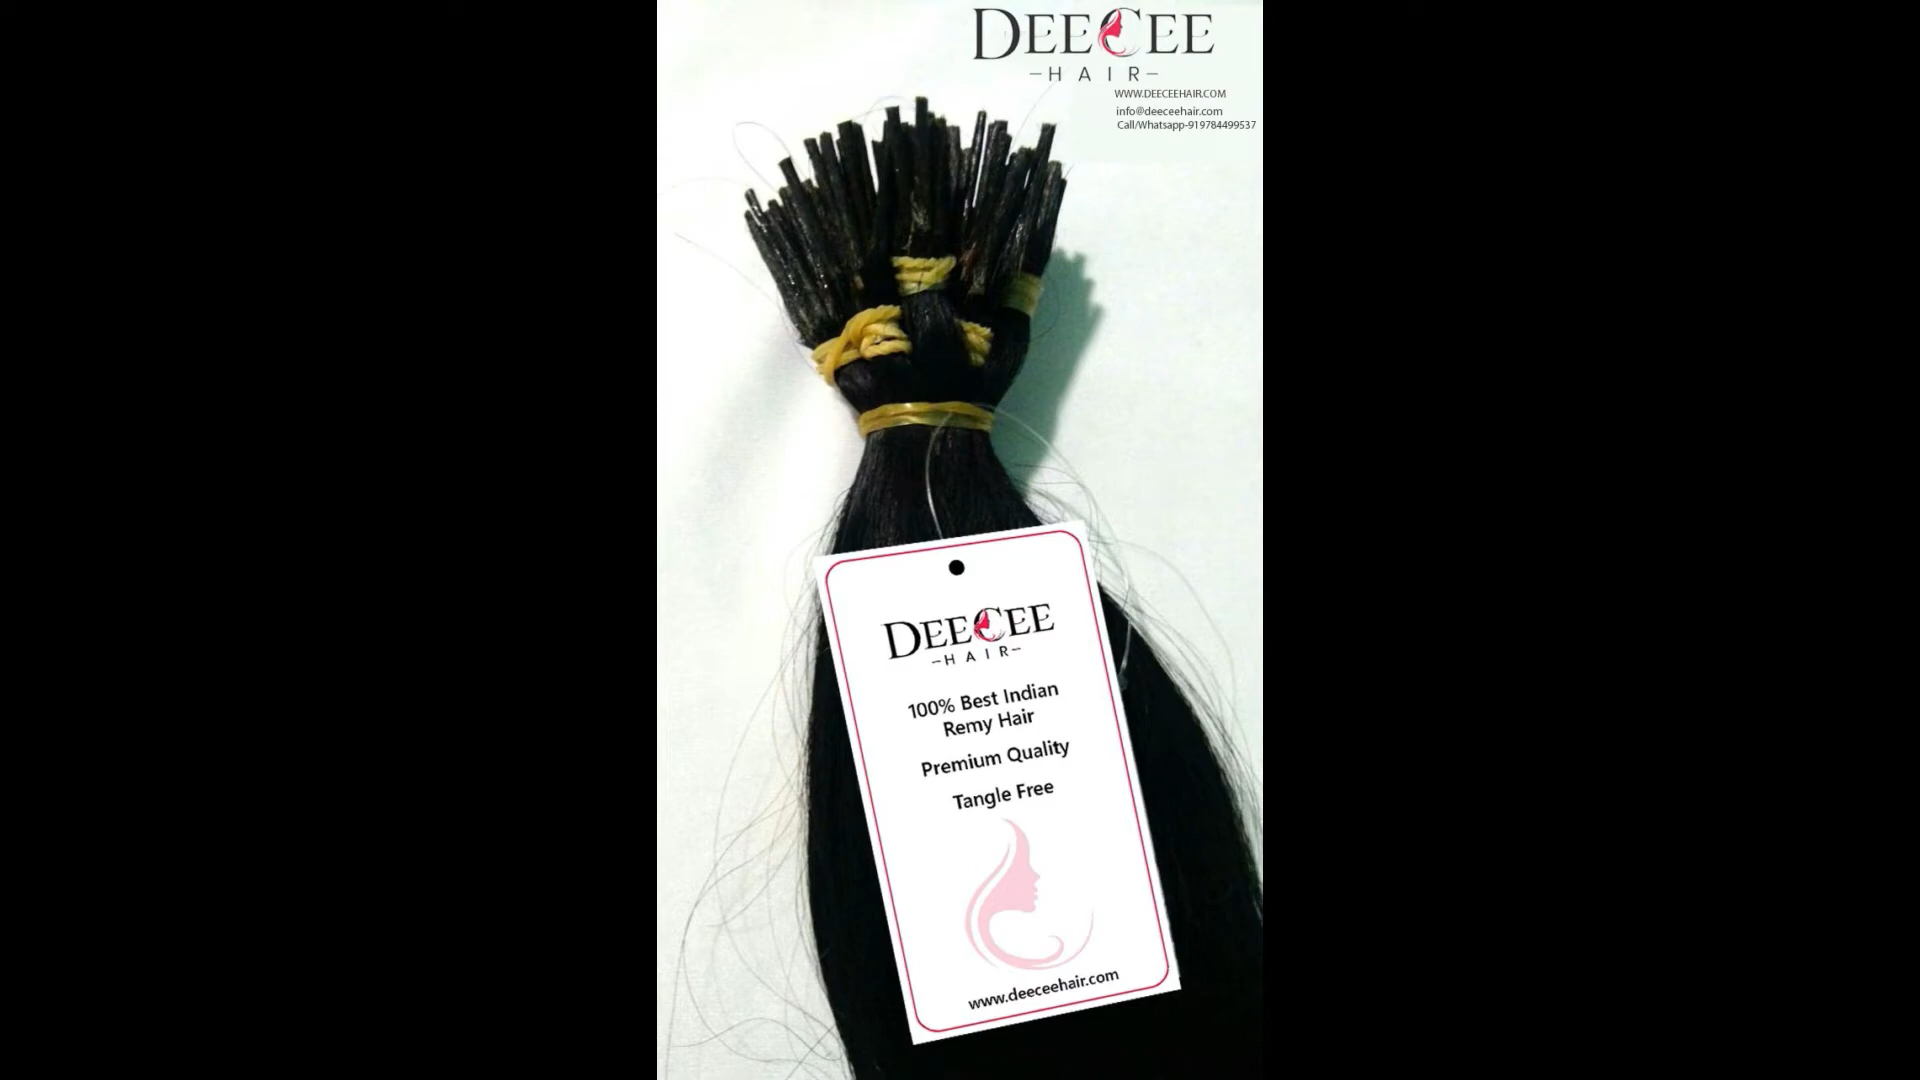 DEECEE
-HAIR-
WWW.DEECEEHAIR.COM
info@deeceehair.com
Call/Whatsapp-919784499537
DEECEE
-HAIR-
100% Best Indian
Remy Hair
Premium Quality
Tangle Free
www.deeceehair.com